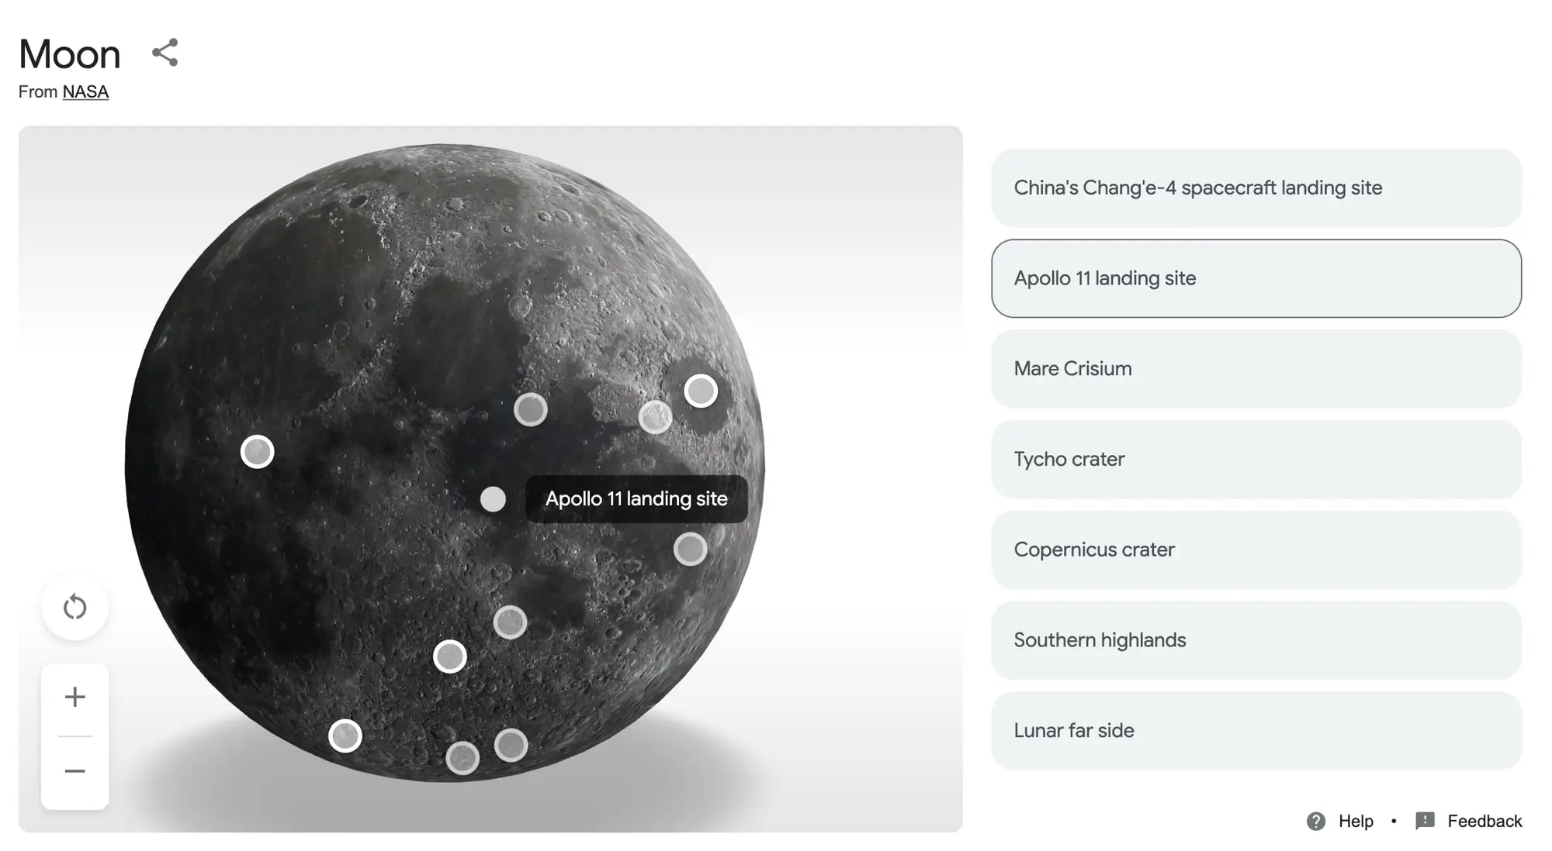 Moon
From NASA
China's Chang'e-4 spacecraft landing site
Apollo 11 landing site
Mare Crisium
Apollo 11 landing site
Tycho crater
Copernicus crater
Southern highlands
Lunar far side
Help • Feedback